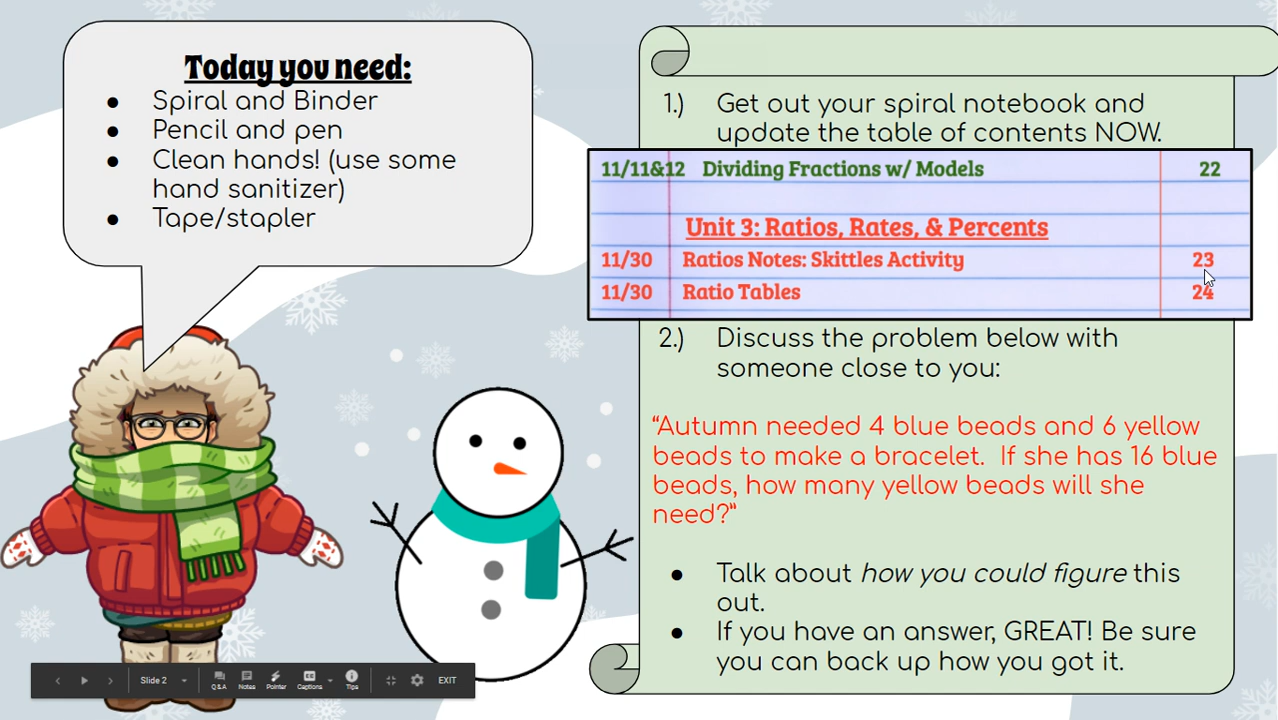 Today you need:
● Spiral and Binder
● Pencil and pen
● Clean hands! (use some
hand sanitizer)
● Tape/stapler
1.) Get out your spiral notebook and
update the table of contents NOW.
11/11&12 Dividing Fractions w/ Models 22
Unit 3: Ratios, Rates, & Percents
11/30 Ratios Notes: Skittles Activity 23
11/30 Ratio Tables 24
2.) Discuss the problem below with
someone close to you:
“Autumn needed 4 blue beads and 6 yellow
beads to make a bracelet. If she has 16 blue
beads, how many yellow beads will she
need?”
● Talk about how you could figure this
out.
● If you have an answer, GREAT! Be sure
you can back up how you got it.
Slide 2 Q&A Notes Pointer Captions Tips EXIT